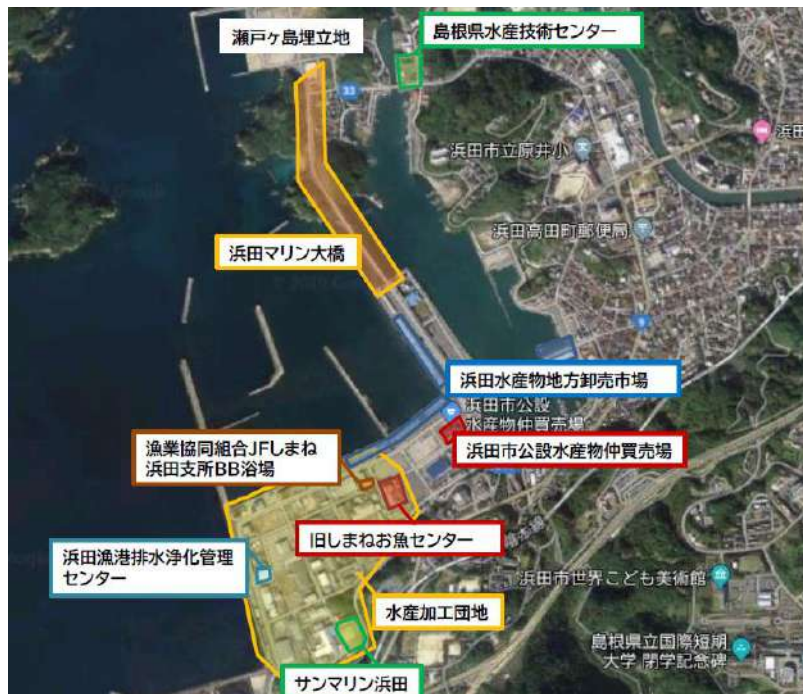 瀬戸ヶ島埋立地
島根県水産技術センター
33
浜田市立原井小
浜田
浜田高田町郵便局
浜田マリン大橋
9
浜田水産物地方卸売市場
浜田市公設
水産物仲買売場
浜田市公設水産物仲買売場
漁業協同組合JFしまね
浜田支所BB浴場
旧しまねお魚センター
浜田漁港排水浄化管理
センター
浜田市世界こども美術館
水産加工団地
島根県立国際短期
大学 閉学記念碑
サンマリン浜田